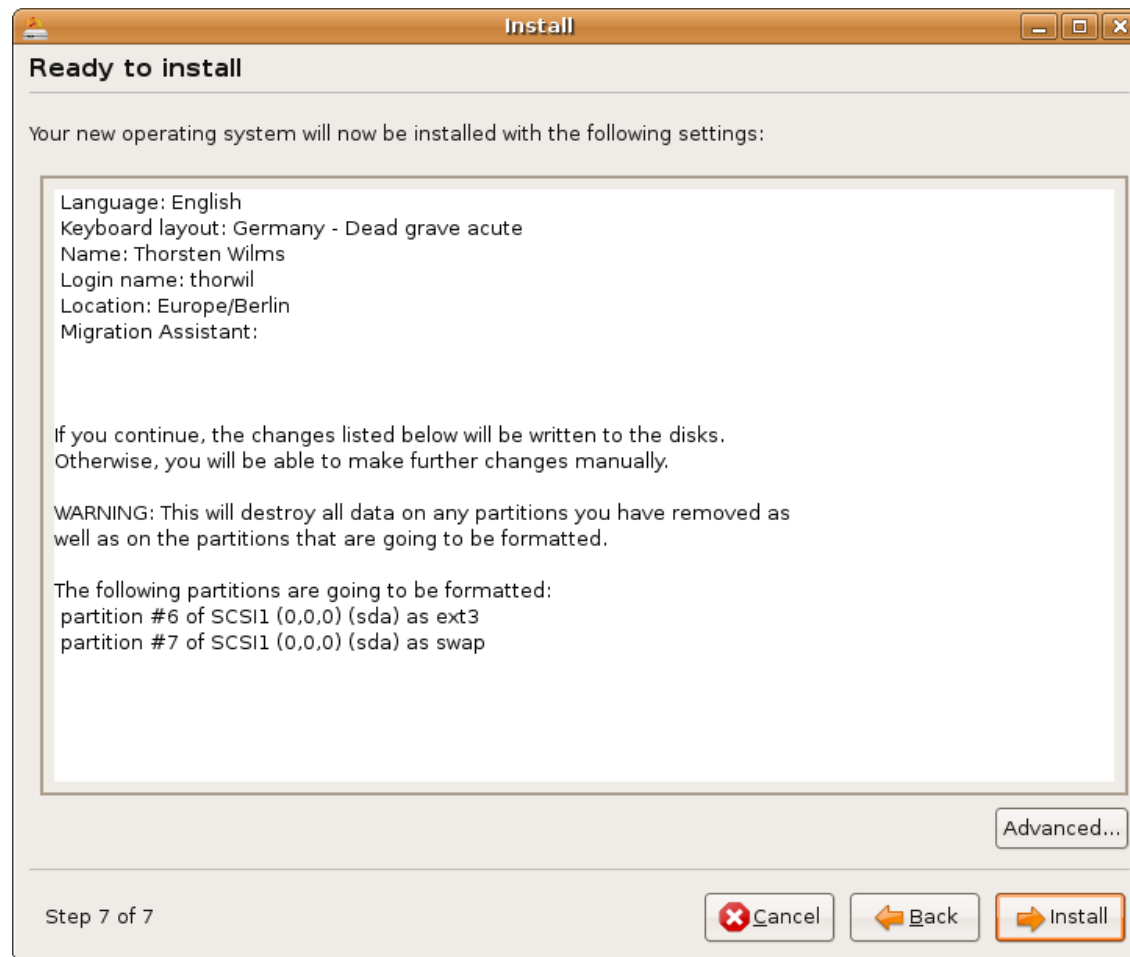 Install
Ready to install
Your new operating system will now be installed with the following settings:
Language: English
Keyboard layout: Germany - Dead grave acute
Name: Thorsten Wilms
Login name: thorwil
Location: Europe/Berlin
Migration Assistant:
If you continue, the changes listed below will be written to the disks.
Otherwise, you will be able to make further changes manually.
WARNING: This will destroy all data on any partitions you have removed as
well as on the partitions that are going to be formatted.
The following partitions are going to be formatted:
partition #6 of SCSI1 (0,0,0) (sda) as ext3
partition #7 of SCSI1 (0,0,0) (sda) as swap
Advanced...
Step 7 of 7 Cancel Back Install